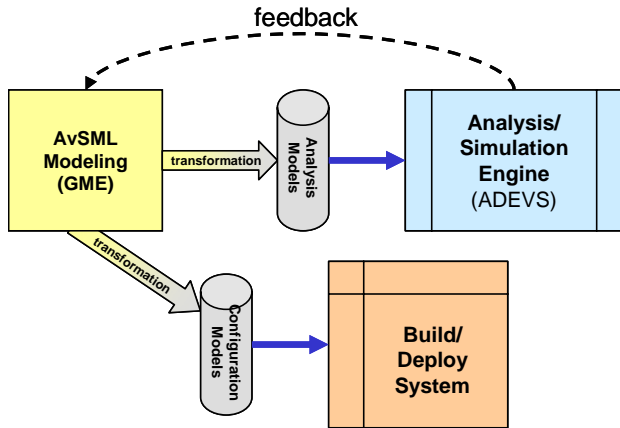 feedback
AvSML
Modeling
(GME)
transformation
Analysis
Models
Analysis/
Simulation
Engine
(ADEVS)
transformation
Configuration
Models
Build/
Deploy
System